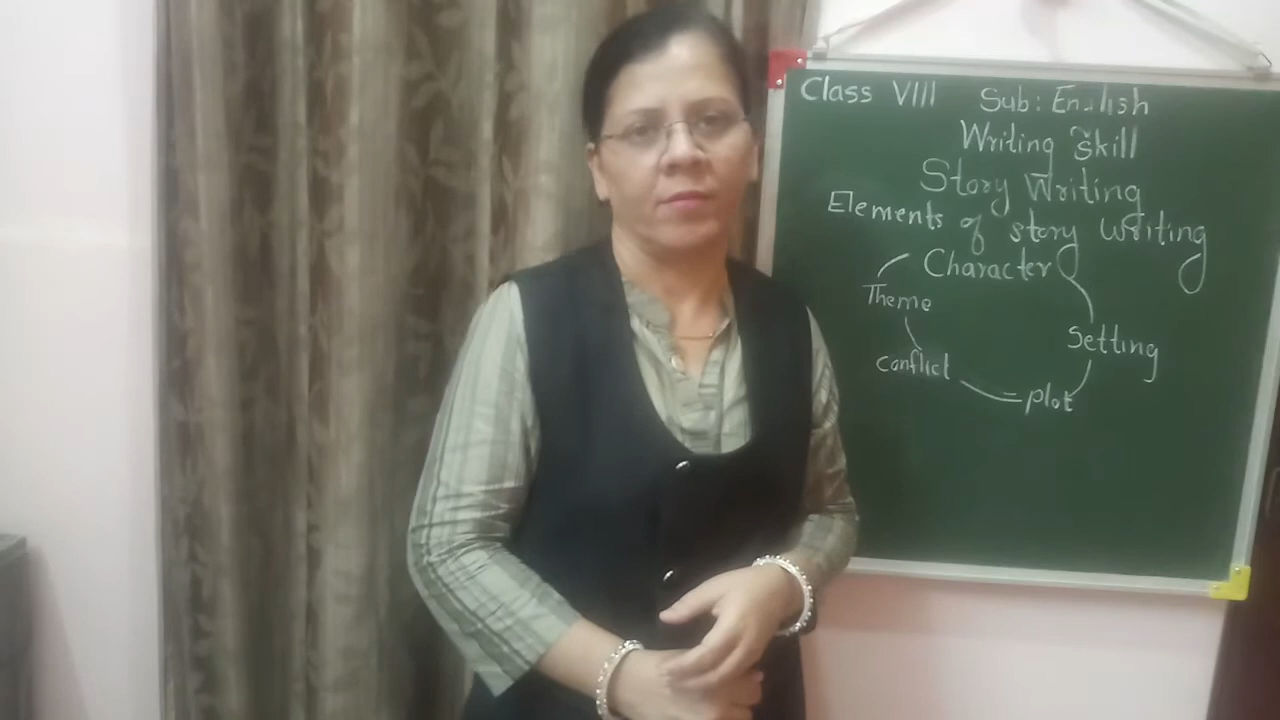 Class VIII Sub: English
Writing Skill
Story Writing
Elements of story Writing
Character
Theme
Setting
Conflict
Plot